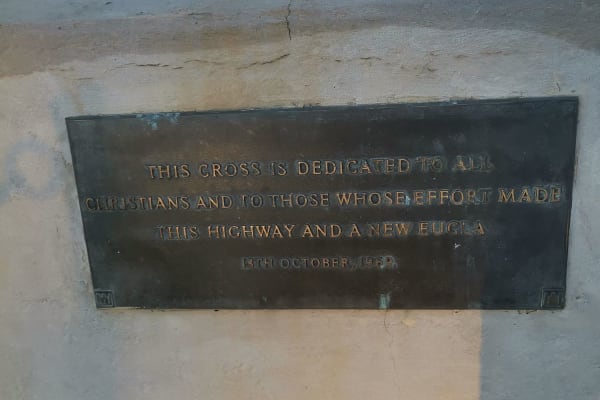 THIS CROSS IS DEDICATED TO ALL
CHRISTIANS AND TO THOSE WHOSE EFFORT MADE
THIS HIGHWAY AND A NEW EUCLA
OCTOBER,